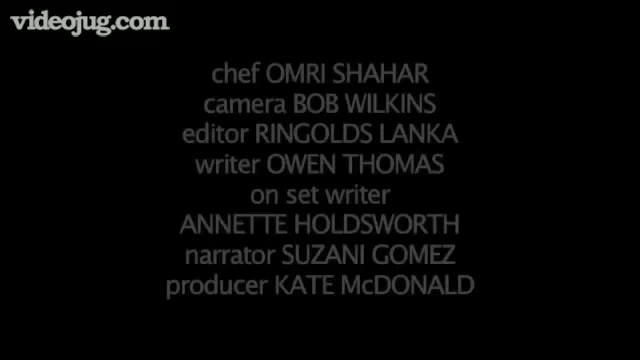 videojug.com
chef OMRI SHAHAR
camera BOB WILKINS
editor RINGOLDS LANKA
writer OWEN THOMAS
on set writer
ANNETTE HOLDSWORTH
narrator SUZANI GOMEZ
producer KATE McDONALD